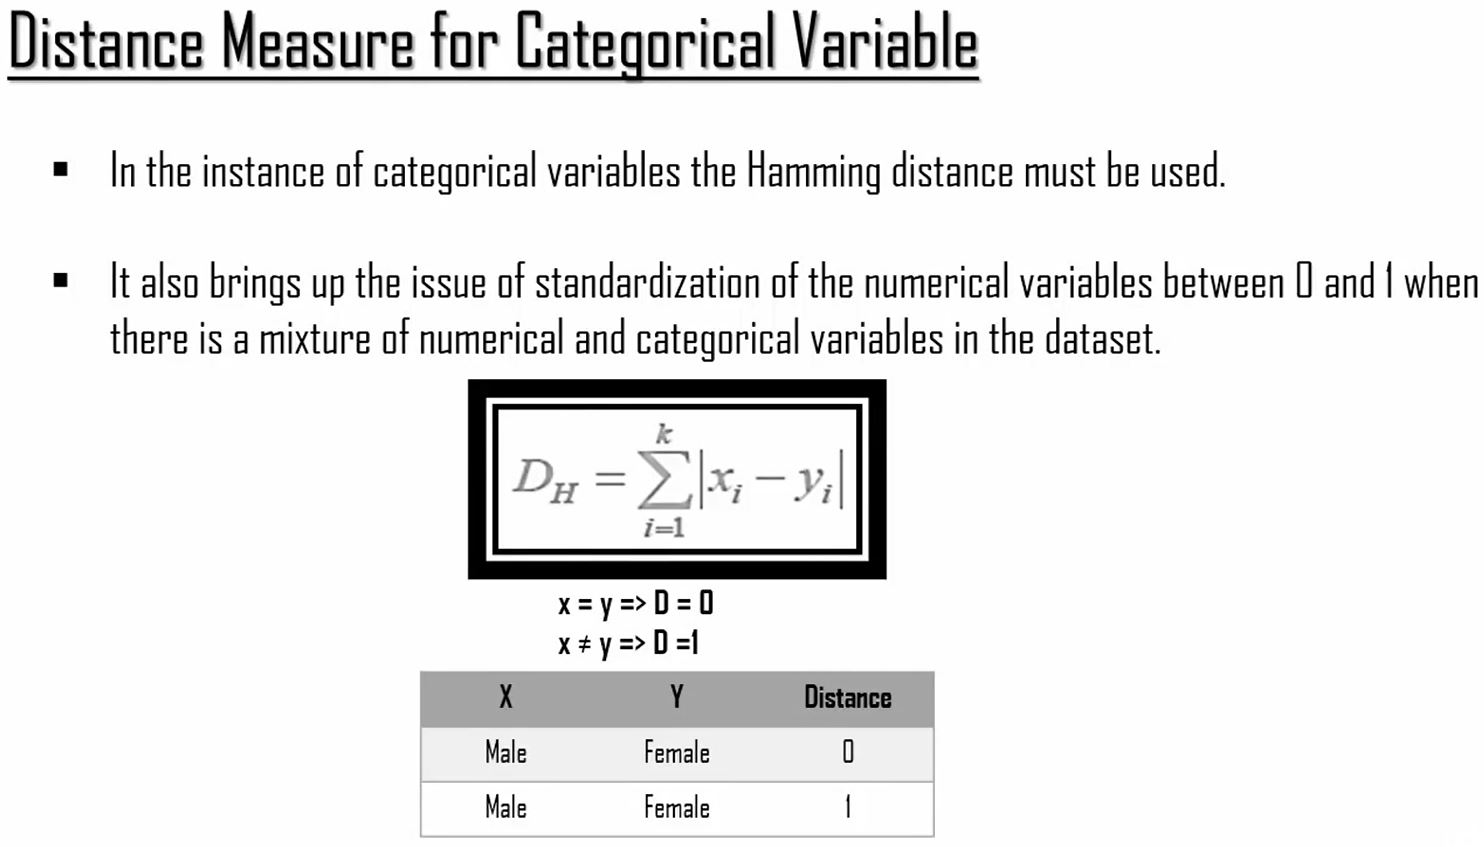 Distance Measure for Categorical Variable
▪ In the instance of categorical variables the Hamming distance must be used.
▪ It also brings up the issue of standardization of the numerical variables between 0 and 1 when
there is a mixture of numerical and categorical variables in the dataset.
k
D_H = ∑ |x_i − y_i|
i=1
x = y => D = 0
x ≠ y => D =1
X Y Distance
Male Female 0
Male Female 1